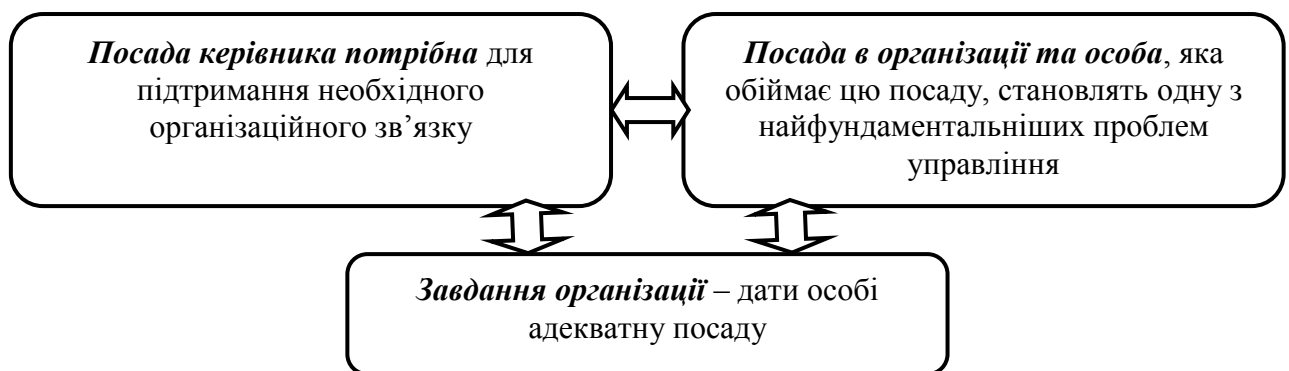 Посада керівника потрібна для
підтримання необхідного
організаційного зв’язку
Посада в організації та особа, яка
обіймає цю посаду, становлять одну з
найфундаментальніших проблем
управління
Завдання організації – дати особі
адекватну посаду